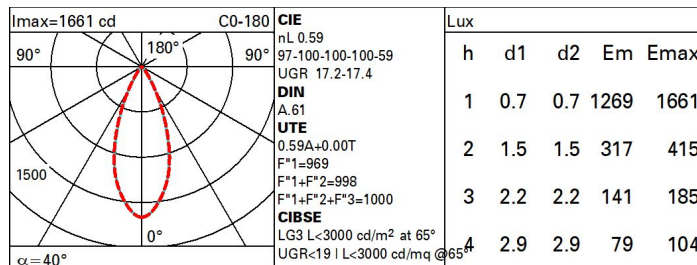 Imax=1661 cd C0-180
90° 180° 90°
1500
0°
α=40°
CIE
nL 0.59
97-100-100-100-59
UGR 17.2-17.4
DIN
A.61
UTE
0.59A+0.00T
F"1=969
F"1+F"2=998
F"1+F"2+F"3=1000
CIBSE
LG3 L<3000 cd/m² at 65°
UGR<19 | L<3000 cd/mq @65°
Lux
h d1 d2 Em Emax
1 0.7 0.7 1269 1661
2 1.5 1.5 317 415
3 2.2 2.2 141 185
4 2.9 2.9 79 104